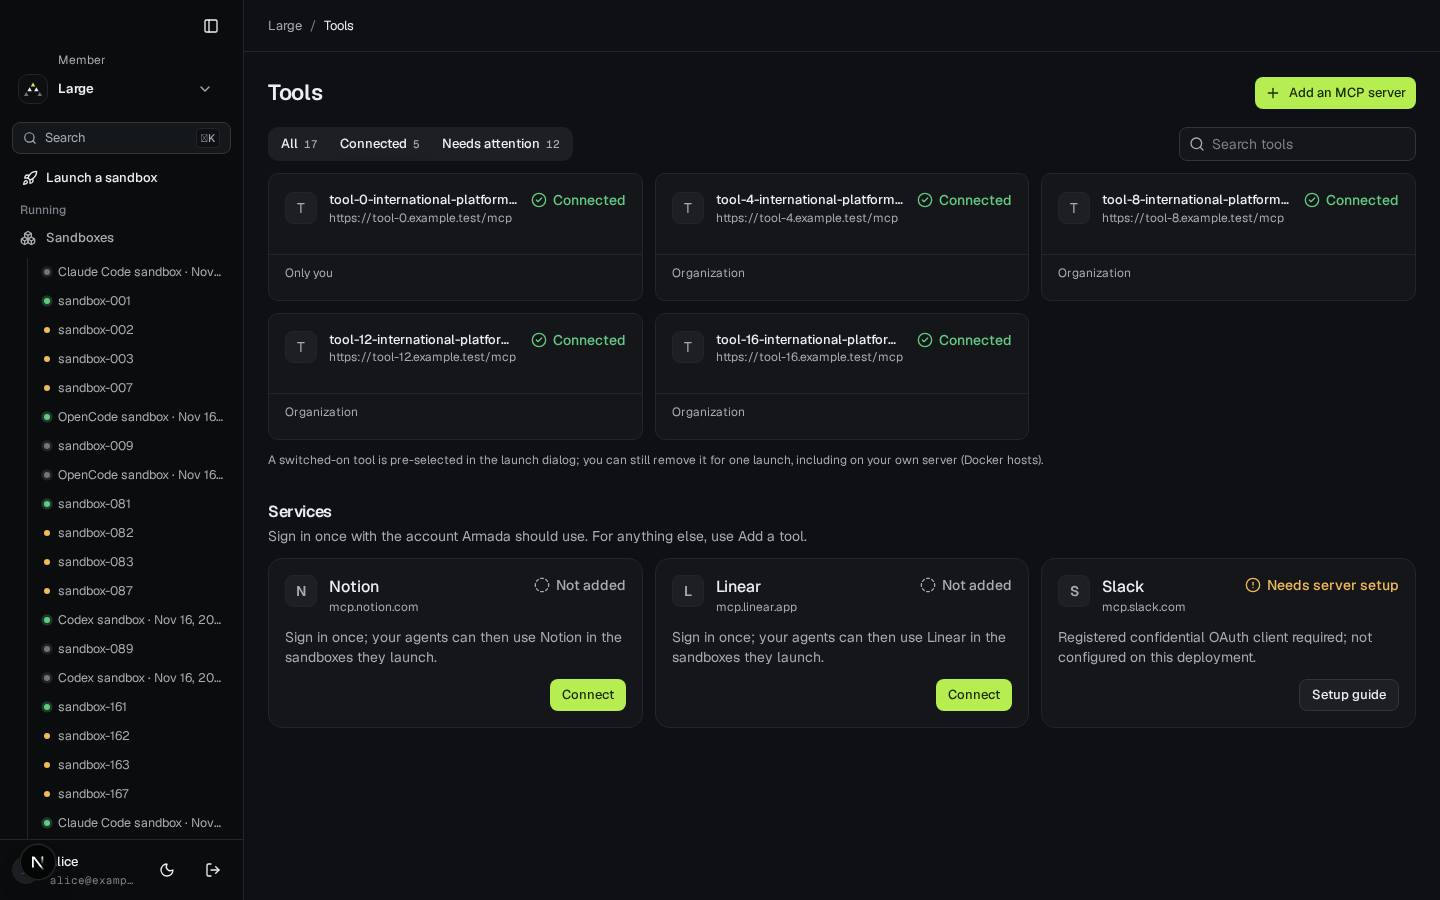 Member
Large
Search
K
Launch a sandbox
Running
Sandboxes
Claude Code sandbox · Nov…
sandbox-001
sandbox-002
sandbox-003
sandbox-007
OpenCode sandbox · Nov 16…
sandbox-009
OpenCode sandbox · Nov 16…
sandbox-081
sandbox-082
sandbox-083
sandbox-087
Codex sandbox · Nov 16, 20…
sandbox-089
Codex sandbox · Nov 16, 20…
sandbox-161
sandbox-162
sandbox-163
sandbox-167
Claude Code sandbox · Nov…
N
lice
alice@examp…
Large / Tools
Tools
Add an MCP server
All 17
Connected 5
Needs attention 12
Search tools
T
tool-0-international-platform…
Connected
https://tool-0.example.test/mcp
Only you
T
tool-4-international-platform…
Connected
https://tool-4.example.test/mcp
Organization
T
tool-8-international-platform…
Connected
https://tool-8.example.test/mcp
Organization
T
tool-12-international-platfor…
Connected
https://tool-12.example.test/mcp
Organization
T
tool-16-international-platfor…
Connected
https://tool-16.example.test/mcp
Organization
A switched-on tool is pre-selected in the launch dialog; you can still remove it for one launch, including on your own server (Docker hosts).
Services
Sign in once with the account Armada should use. For anything else, use Add a tool.
N
Notion
Not added
mcp.notion.com
Sign in once; your agents can then use Notion in the
sandboxes they launch.
Connect
L
Linear
Not added
mcp.linear.app
Sign in once; your agents can then use Linear in the
sandboxes they launch.
Connect
S
Slack
Needs server setup
mcp.slack.com
Registered confidential OAuth client required; not
configured on this deployment.
Setup guide